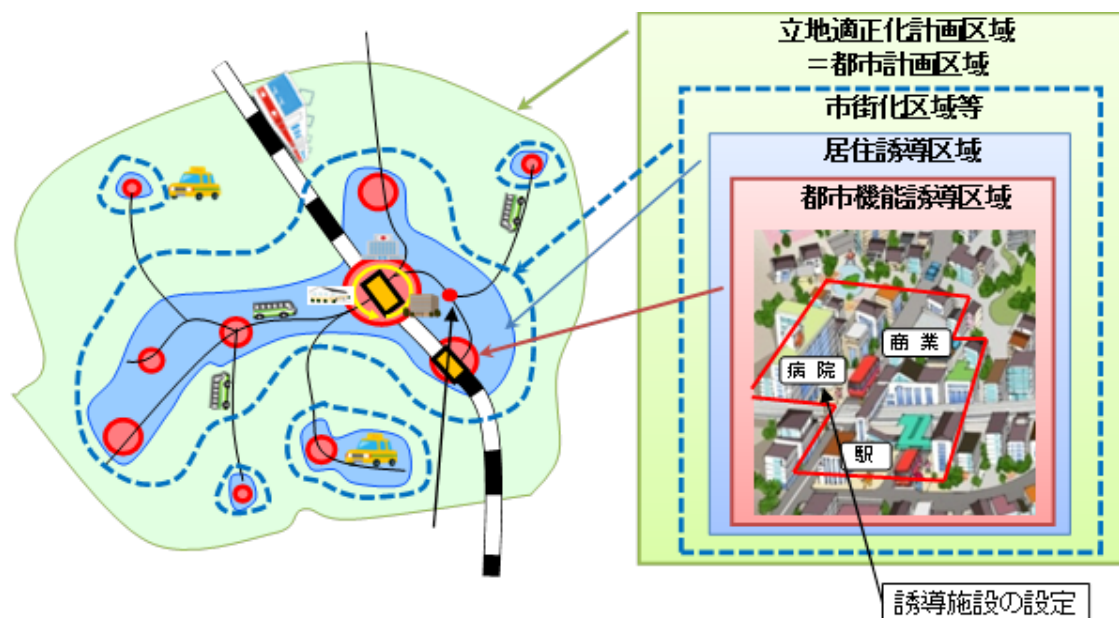 立地適正化計画区域
＝都市計画区域
市街化区域等
居住誘導区域
都市機能誘導区域
商業
病院
駅
誘導施設の設定